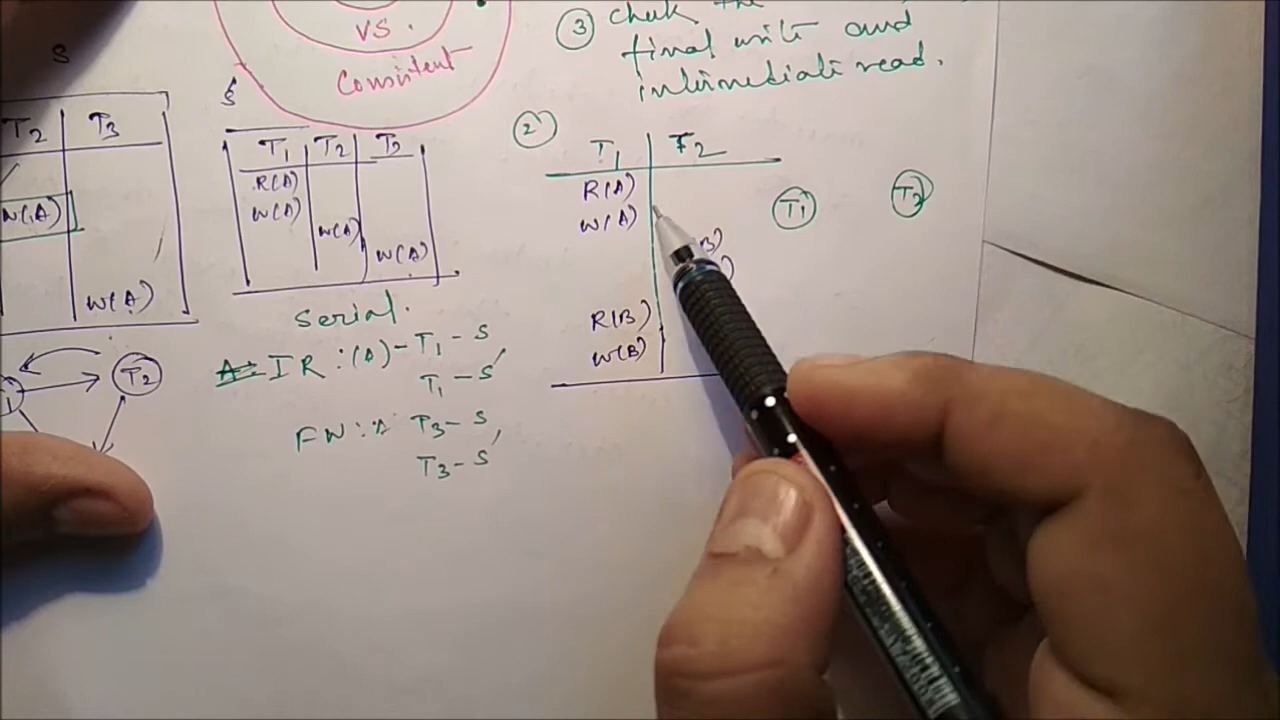 VS.
Consistent
③ Check the
final write and
intermediate read.
S
T2 T3
W(A)
W(A)
T1 T2
S'
T1 T2 T3
R(A)
W(A)
W(A)
W(A)
Serial.
IR : (A) - T1 - S
T1 - S'
FW : A T3 - S
T3 - S'
②
T1 T2
R(A)
W(A)
B)
)
R(B)
W(B)
T1 T2